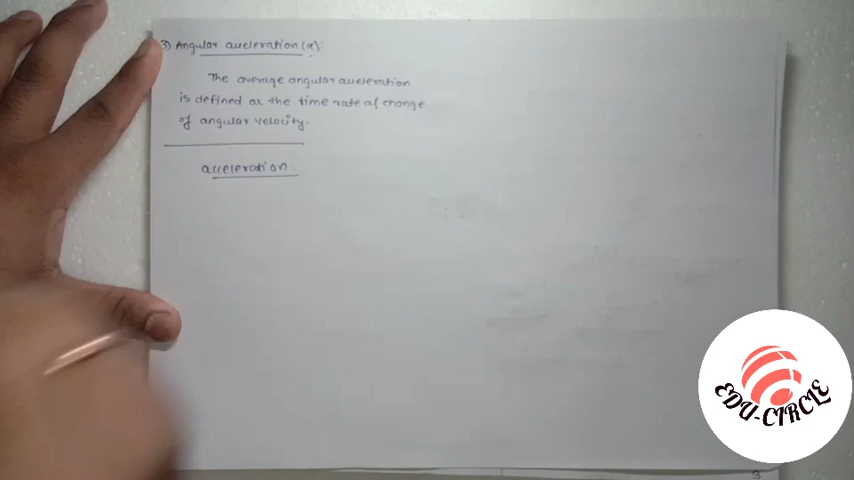 3) Angular acceleration (α):
The average angular acceleration
is defined as the time rate of change
of angular velocity.
acceleration:
EDU-CIRCLE
3